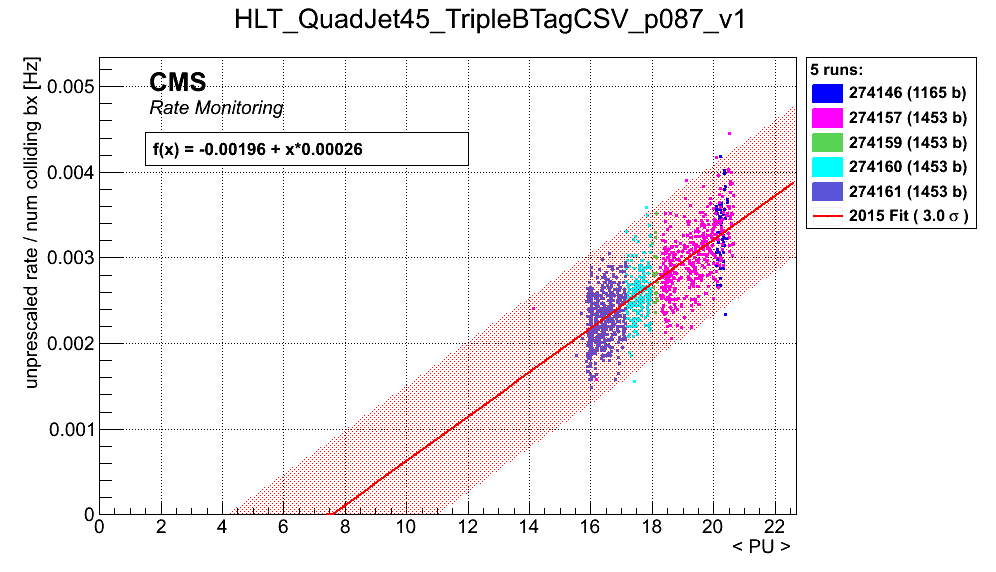 HLT_QuadJet45_TripleBTagCSV_p087_v1
unprescaled rate / num colliding bx [Hz]
CMS
Rate Monitoring
f(x) = -0.00196 + x*0.00026
0.005
0.004
0.003
0.002
0.001
0
0 2 4 6 8 10 12 14 16 18 20 22
< PU >
5 runs:
274146 (1165 b)
274157 (1453 b)
274159 (1453 b)
274160 (1453 b)
274161 (1453 b)
2015 Fit ( 3.0 σ )